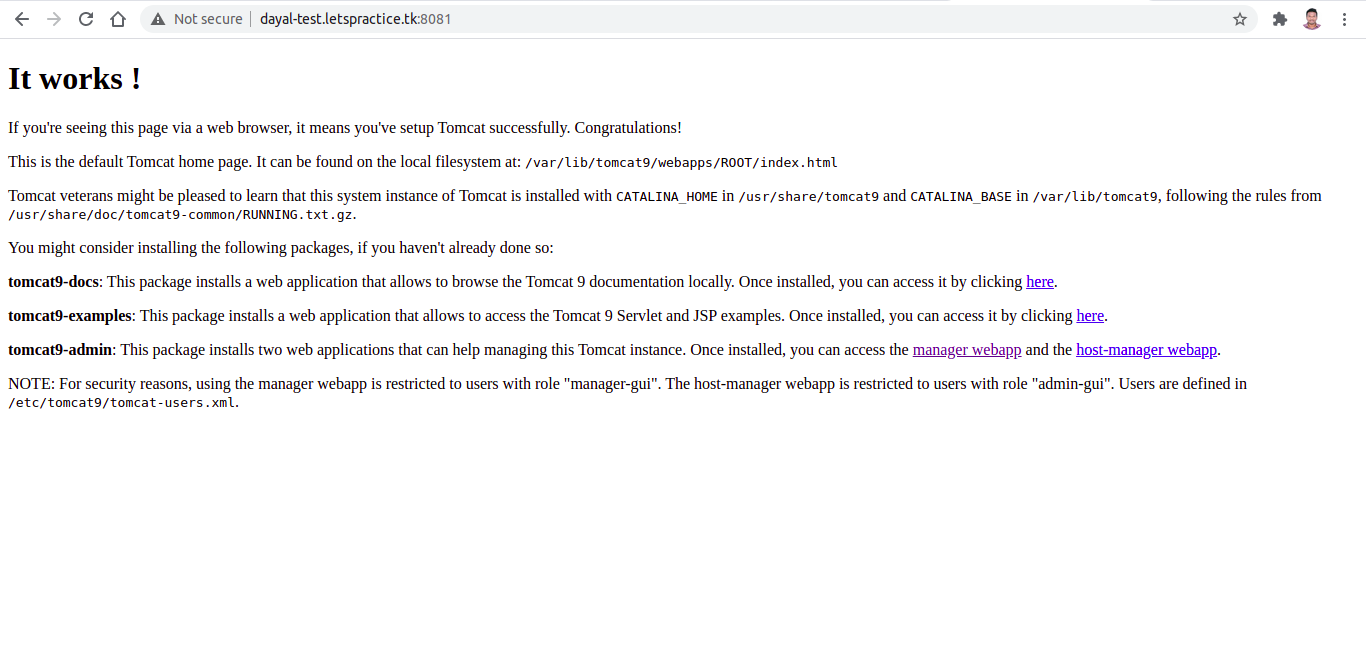 Not secure | dayal-test.letspractice.tk:8081
It works !
If you're seeing this page via a web browser, it means you've setup Tomcat successfully. Congratulations!
This is the default Tomcat home page. It can be found on the local filesystem at: /var/lib/tomcat9/webapps/ROOT/index.html
Tomcat veterans might be pleased to learn that this system instance of Tomcat is installed with CATALINA_HOME in /usr/share/tomcat9 and CATALINA_BASE in /var/lib/tomcat9, following the rules from
/usr/share/doc/tomcat9-common/RUNNING.txt.gz.
You might consider installing the following packages, if you haven't already done so:
tomcat9-docs: This package installs a web application that allows to browse the Tomcat 9 documentation locally. Once installed, you can access it by clicking here.
tomcat9-examples: This package installs a web application that allows to access the Tomcat 9 Servlet and JSP examples. Once installed, you can access it by clicking here.
tomcat9-admin: This package installs two web applications that can help managing this Tomcat instance. Once installed, you can access the manager webapp and the host-manager webapp.
NOTE: For security reasons, using the manager webapp is restricted to users with role "manager-gui". The host-manager webapp is restricted to users with role "admin-gui". Users are defined in
/etc/tomcat9/tomcat-users.xml.